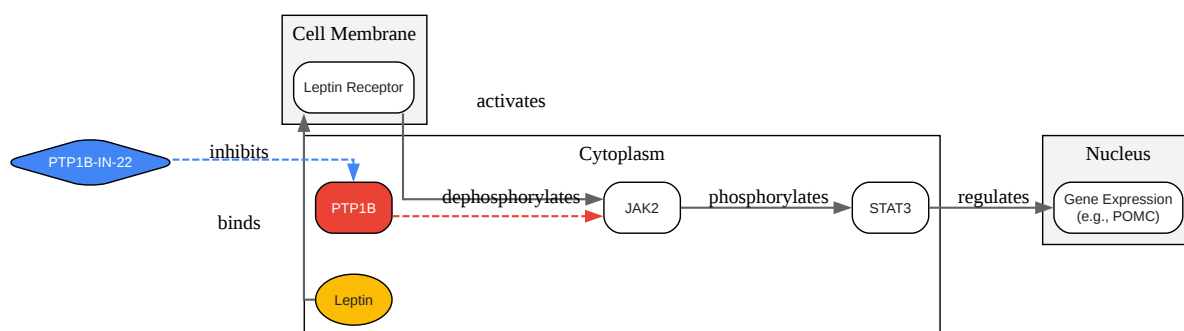 Cell Membrane
Leptin Receptor
activates
PTP1B-IN-22
inhibits
Cytoplasm
Nucleus
binds
PTP1B
dephosphorylates
JAK2
phosphorylates
STAT3
regulates
Gene Expression
(e.g., POMC)
Leptin